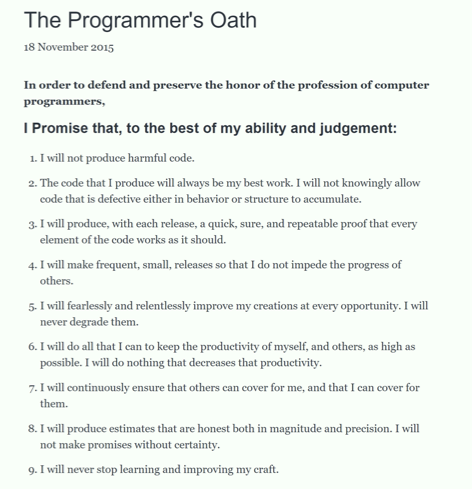 The Programmer's Oath
18 November 2015
In order to defend and preserve the honor of the profession of computer
programmers,
I Promise that, to the best of my ability and judgement:
1. I will not produce harmful code.
2. The code that I produce will always be my best work. I will not knowingly allow
code that is defective either in behavior or structure to accumulate.
3. I will produce, with each release, a quick, sure, and repeatable proof that every
element of the code works as it should.
4. I will make frequent, small, releases so that I do not impede the progress of
others.
5. I will fearlessly and relentlessly improve my creations at every opportunity. I will
never degrade them.
6. I will do all that I can to keep the productivity of myself, and others, as high as
possible. I will do nothing that decreases that productivity.
7. I will continuously ensure that others can cover for me, and that I can cover for
them.
8. I will produce estimates that are honest both in magnitude and precision. I will
not make promises without certainty.
9. I will never stop learning and improving my craft.